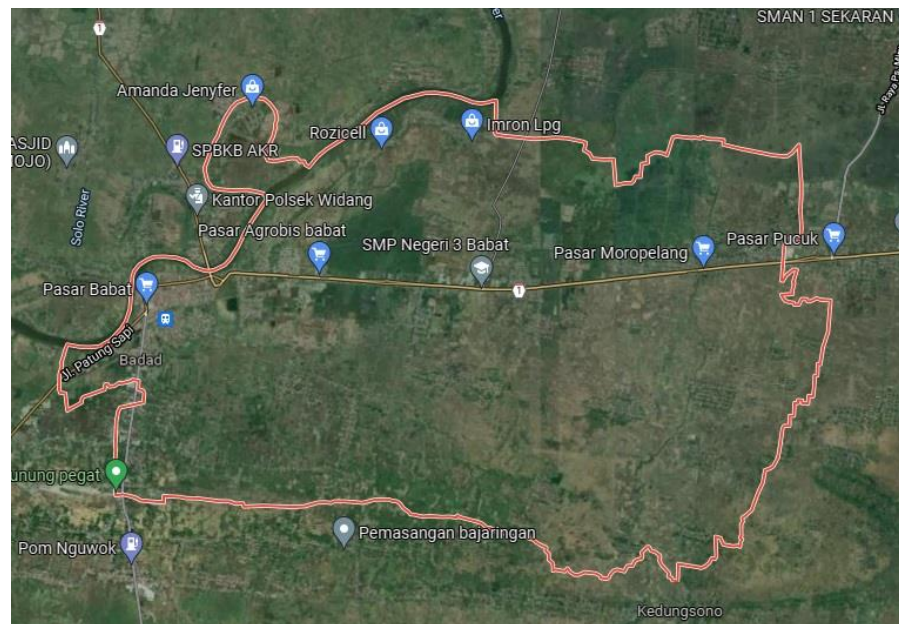 SMAN 1 SEKARAN
1
Amanda Jenyfer
Rozicell
Imron Lpg
ASJID
IOJO)
SPBKB AKR
Kantor Polsek Widang
Solo River
Pasar Agrobis babat
SMP Negeri 3 Babat
Pasar Moropelang
Pasar Pucuk
Pasar Babat
1
Jl. Patung Sapi
Badad
unung pegat
Pemasangan bajaringan
Pom Nguwok
Kedungsono